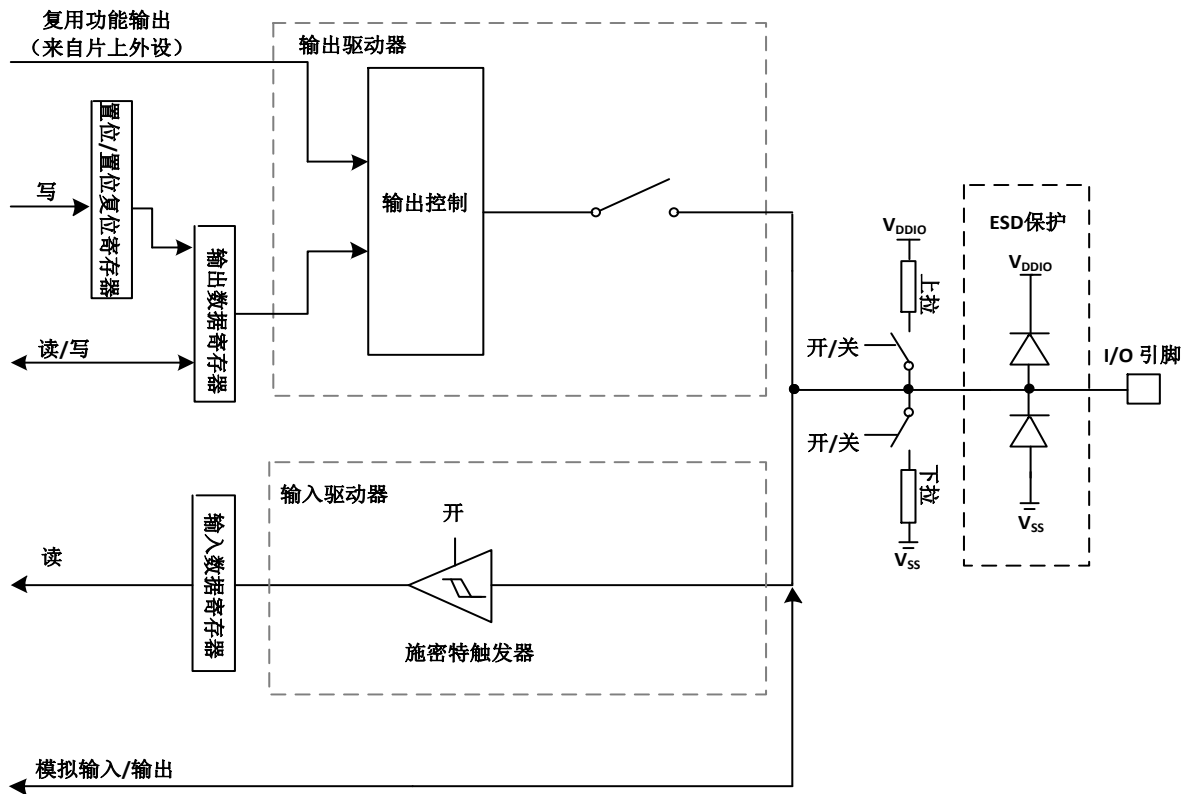 复用功能输出
（来自片上外设）
输出驱动器
置位/置位复位寄存器
写
输出控制
输出数据寄存器
读/写
V_DDIO
上拉
开/关
ESD保护
V_DDIO
I/O 引脚
开/关
下拉
V_SS
V_SS
输入驱动器
开
输入数据寄存器
读
施密特触发器
模拟输入/输出